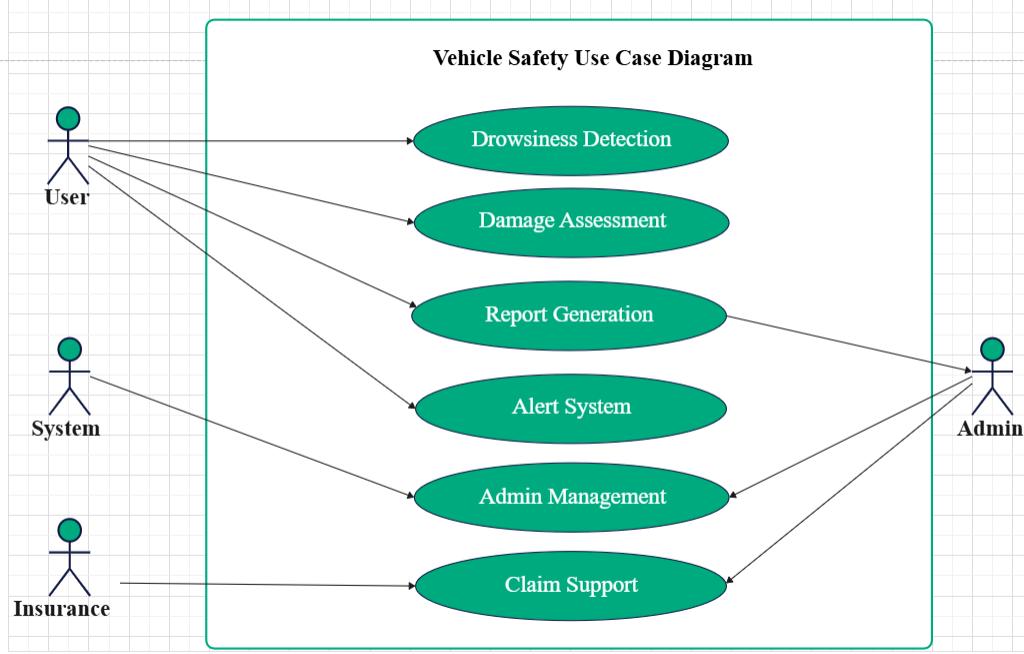 Vehicle Safety Use Case Diagram
Drowsiness Detection
User
Damage Assessment
Report Generation
System
Alert System
Admin
Admin Management
Insurance
Claim Support